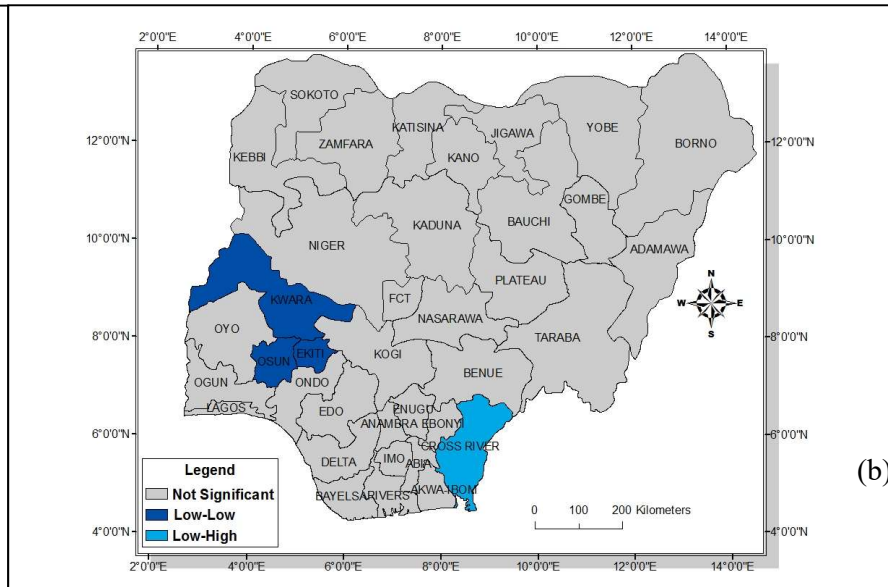 2°0'0"E 4°0'0"E 6°0'0"E 8°0'0"E 10°0'0"E 12°0'0"E 14°0'0"E
SOKOTO
KATISINA
JIGAWA
YOBE
12°0'0"N
ZAMFARA
BORNO
12°0'0"N
KEBBI
KANO
GOMBE
KADUNA
BAUCHI
10°0'0"N
NIGER
ADAMAWA
10°0'0"N
PLATEAU
N
KWARA
FCT
W E
NASARAWA
S
8°0'0"N
OYO
TARABA
8°0'0"N
KOGI
OSUN
EKITI
BENUE
OGUN
ONDO
LAGOS
EDO
ENUGU
6°0'0"N
ANAMBRA
EBONYI
6°0'0"N
CROSS RIVER
DELTA
IMO
ABIA
(b)
Legend
Not Significant
BAYELSA
RIVERS
AKWA-IBOM
Low-Low
0 100 200 Kilometers
Low-High
4°0'0"N
4°0'0"N
2°0'0"E 4°0'0"E 6°0'0"E 8°0'0"E 10°0'0"E 12°0'0"E 14°0'0"E